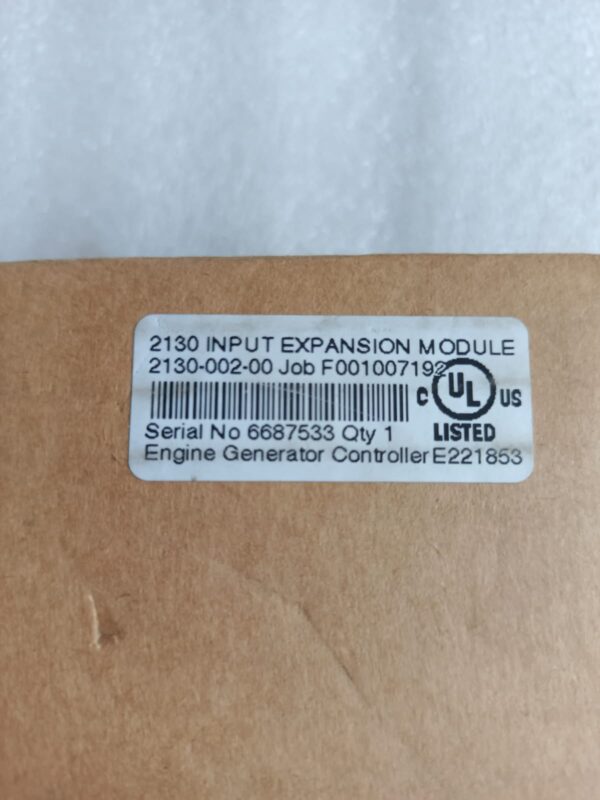 2130 INPUT EXPANSION MODULE
2130-002-00 Job F001007192
C UL US
Serial No 6687533 Qty 1
LISTED
Engine Generator Controller E221853